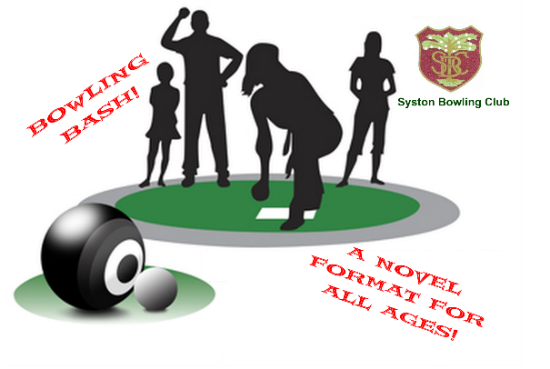 BOWLING
BASH!
Syston Bowling Club
A NOVEL
FORMAT FOR
ALL AGES!